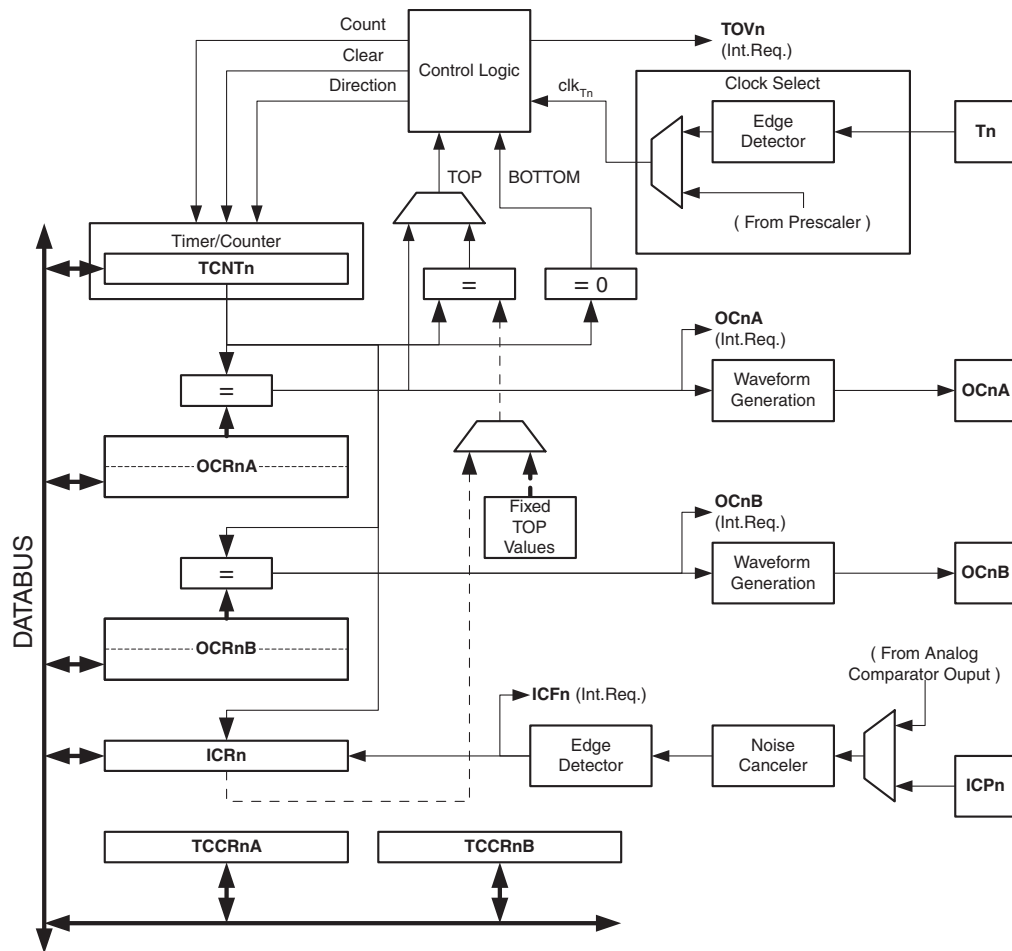 Count
Clear
Direction
Control Logic
TOVn
(Int.Req.)
clkTn
Clock Select
Edge
Detector
Tn
( From Prescaler )
TOP
BOTTOM
Timer/Counter
TCNTn
=
= 0
OCnA
(Int.Req.)
=
Waveform
Generation
OCnA
OCRnA
Fixed
TOP
Values
OCnB
(Int.Req.)
=
Waveform
Generation
OCnB
DATABUS
OCRnB
( From Analog
Comparator Ouput )
ICFn (Int.Req.)
ICRn
Edge
Detector
Noise
Canceler
ICPn
TCCRnA
TCCRnB